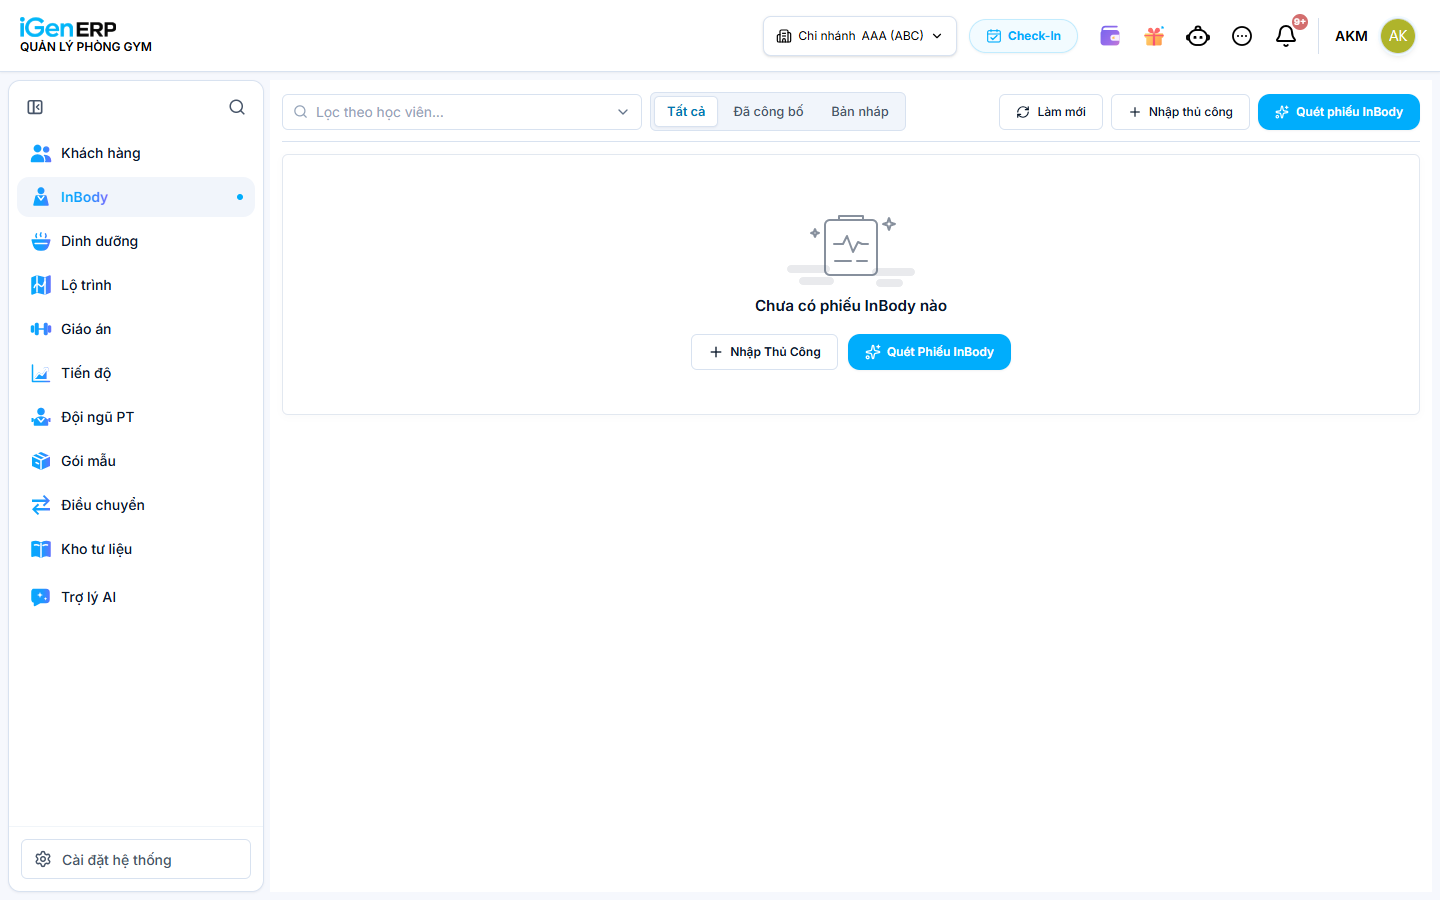 iGen ERP
QUẢN LÝ PHÒNG GYM
Chi nhánh AAA (ABC)
Check-In
9+
AKM
AK
Khách hàng
InBody
Dinh dưỡng
Lộ trình
Giáo án
Tiến độ
Đội ngũ PT
Gói mẫu
Điều chuyển
Kho tư liệu
Trợ lý AI
Cài đặt hệ thống
Lọc theo học viên...
Tất cả
Đã công bố
Bản nháp
Làm mới
Nhập thủ công
Quét phiếu InBody
Chưa có phiếu InBody nào
Nhập Thủ Công
Quét Phiếu InBody